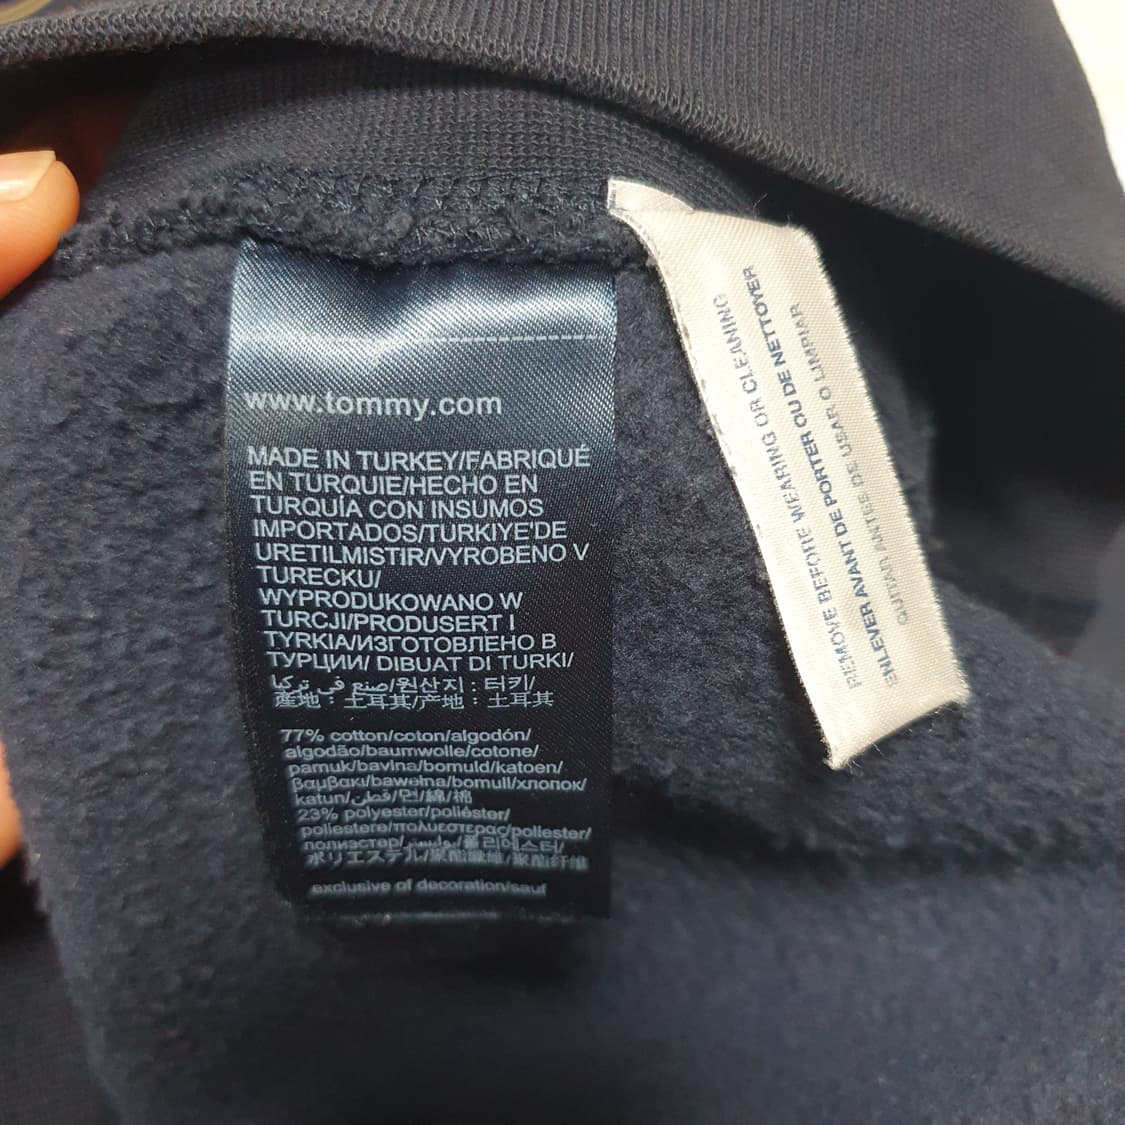 www.tommy.com
MADE IN TURKEY/FABRIQUÉ
EN TURQUIE/HECHO EN
TURQUÍA CON INSUMOS
IMPORTADOS/TURKIYE'DE
URETILMISTIR/VYROBENO V
TURECKU/
WYPRODUKOWANO W
TURCJI/PRODUSERT I
TYRKIA/ИЗГОТОВЛЕНО В
ТУРЦИИ/ DIBUAT DI TURKI/
صنع في تركيا/원산지 : 터키/
産地 : 土耳其/产地 : 土耳其
77% cotton/coton/algodón/
algodão/baumwolle/cotone/
pamuk/bavlna/bomuld/katoen/
βαμβακι/bawełna/bomull/хлопок/
katun/قطن/면/綿/棉
23% polyester/poliéster/
poliestere/πολυεστερας/poliester/
полиэстер/بوليستر/폴리에스터/
ポリエステル/聚酯纖維/聚酯纤维
exclusive of decoration/sauf
REMOVE BEFORE WEARING OR CLEANING
ENLEVER AVANT DE PORTER OU DE NETTOYER
QUITAR ANTES DE USAR O LIMPIAR